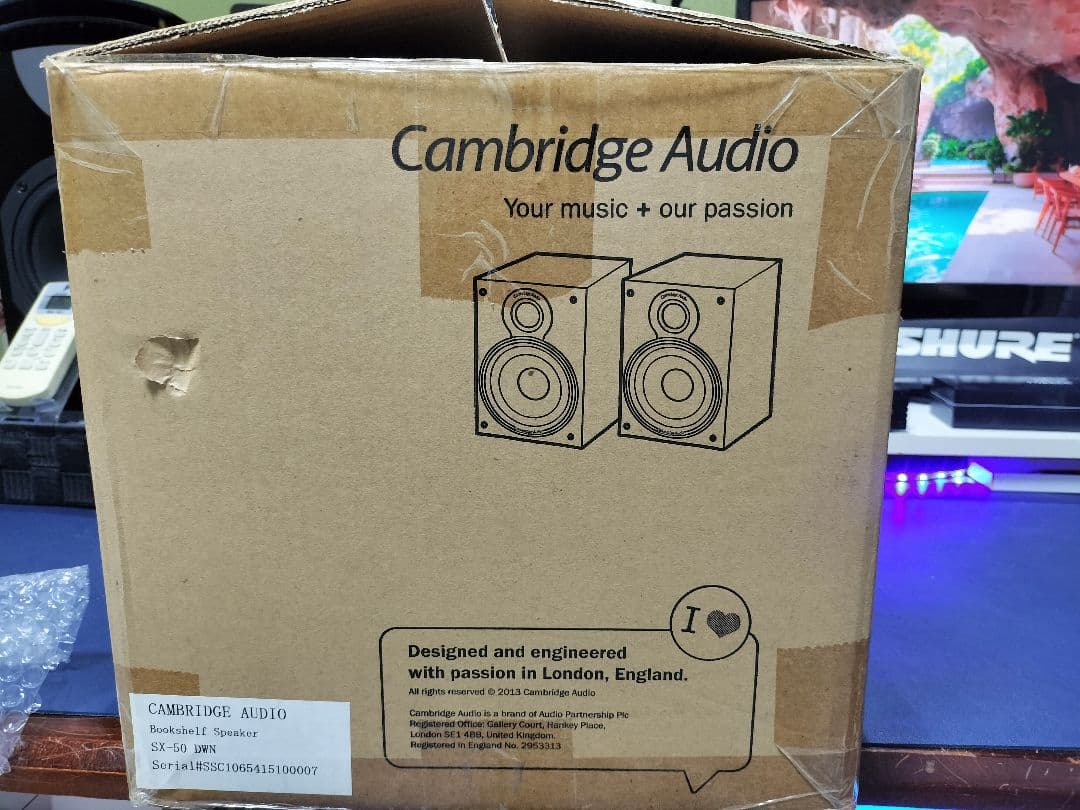 Cambridge Audio
Your music + our passion
SHURE
I
Designed and engineered
with passion in London, England.
All rights reserved © 2013 Cambridge Audio
Cambridge Audio is a brand of Audio Partnership Plc
Registered Office: Gallery Court, Hankey Place,
London SE1 4BB, United Kingdom.
Registered in England No. 2953313
CAMBRIDGE AUDIO
Bookshelf Speaker
SX-50 DWN
Serial#SSC1065415100007